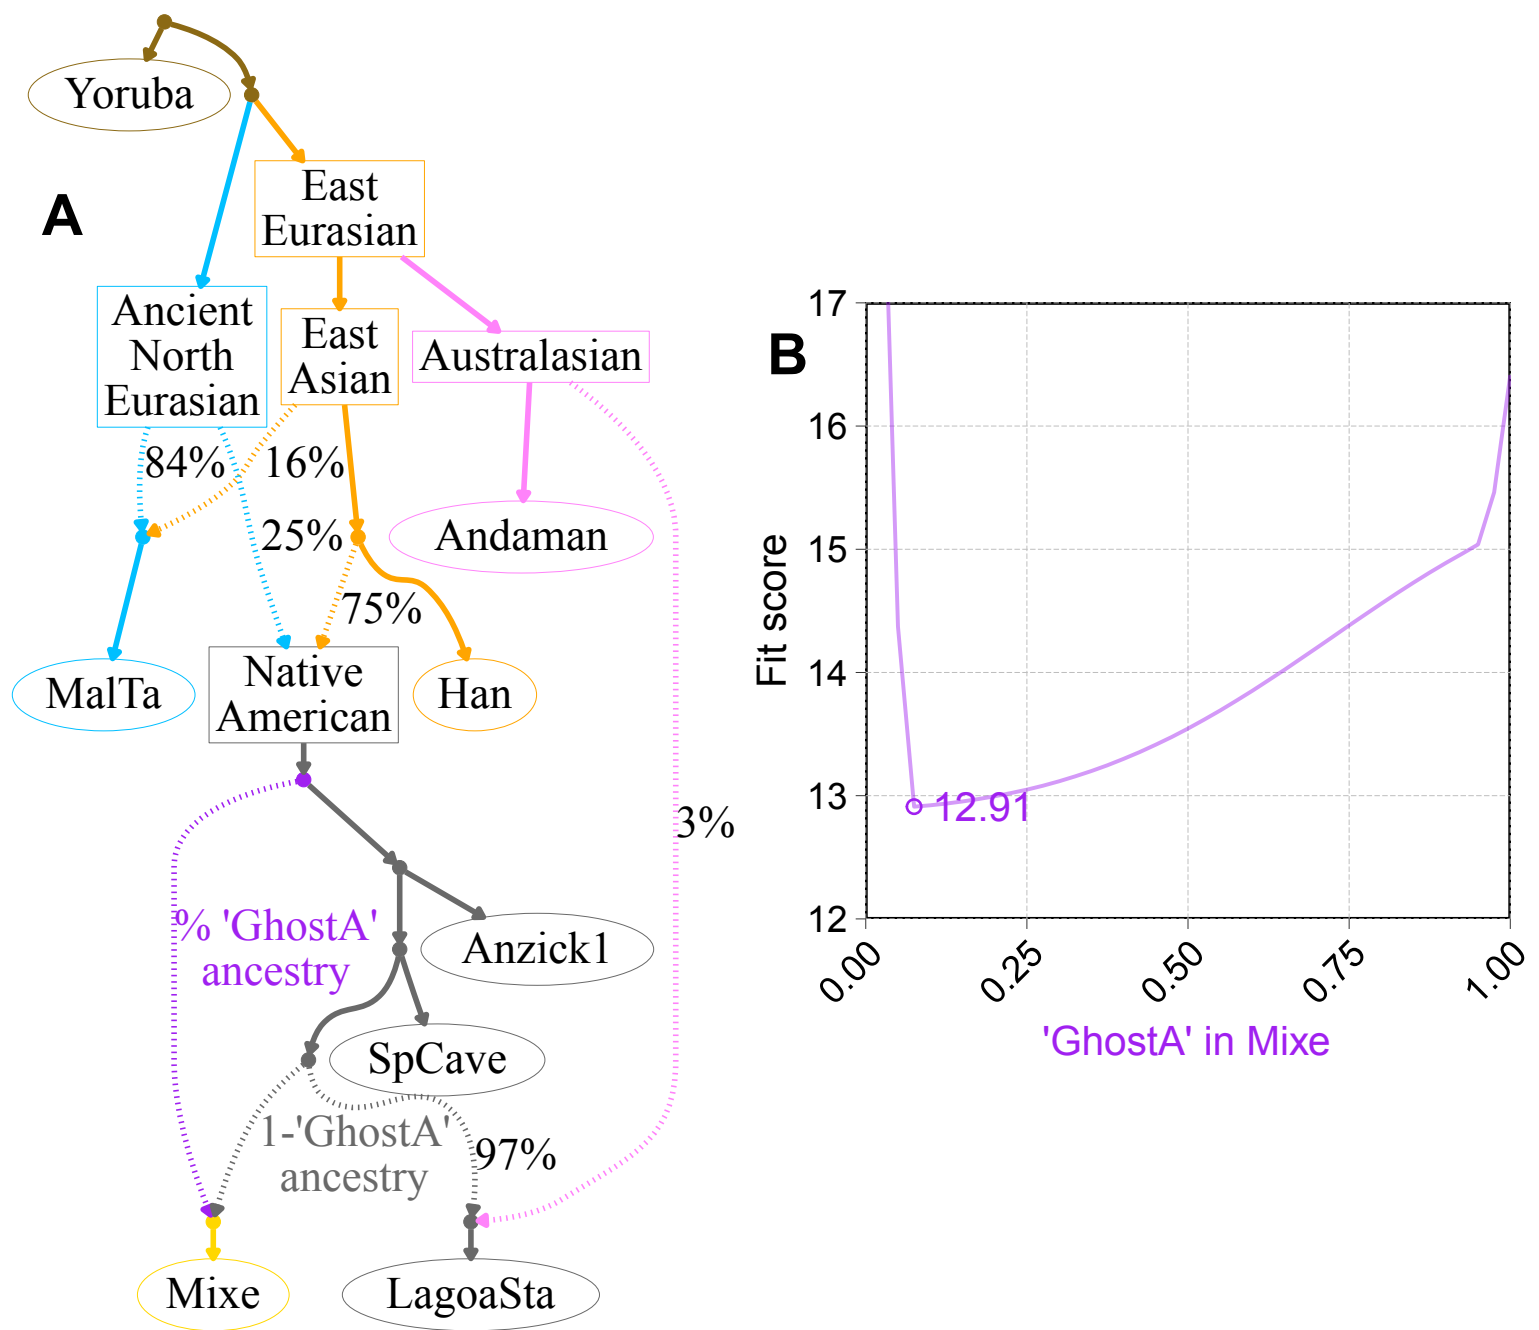 Yoruba
A
East
Eurasian
Ancient
North
Eurasian
East
Asian
Australasian
84%
16%
25%
Andaman
75%
MalTa
Native
American
Han
3%
% 'GhostA'
ancestry
Anzick1
SpCave
1-'GhostA'
ancestry
97%
Mixe
LagoaSta
B
17
16
15
14
13
12
Fit score
12.91
0.00
0.25
0.50
0.75
1.00
'GhostA' in Mixe